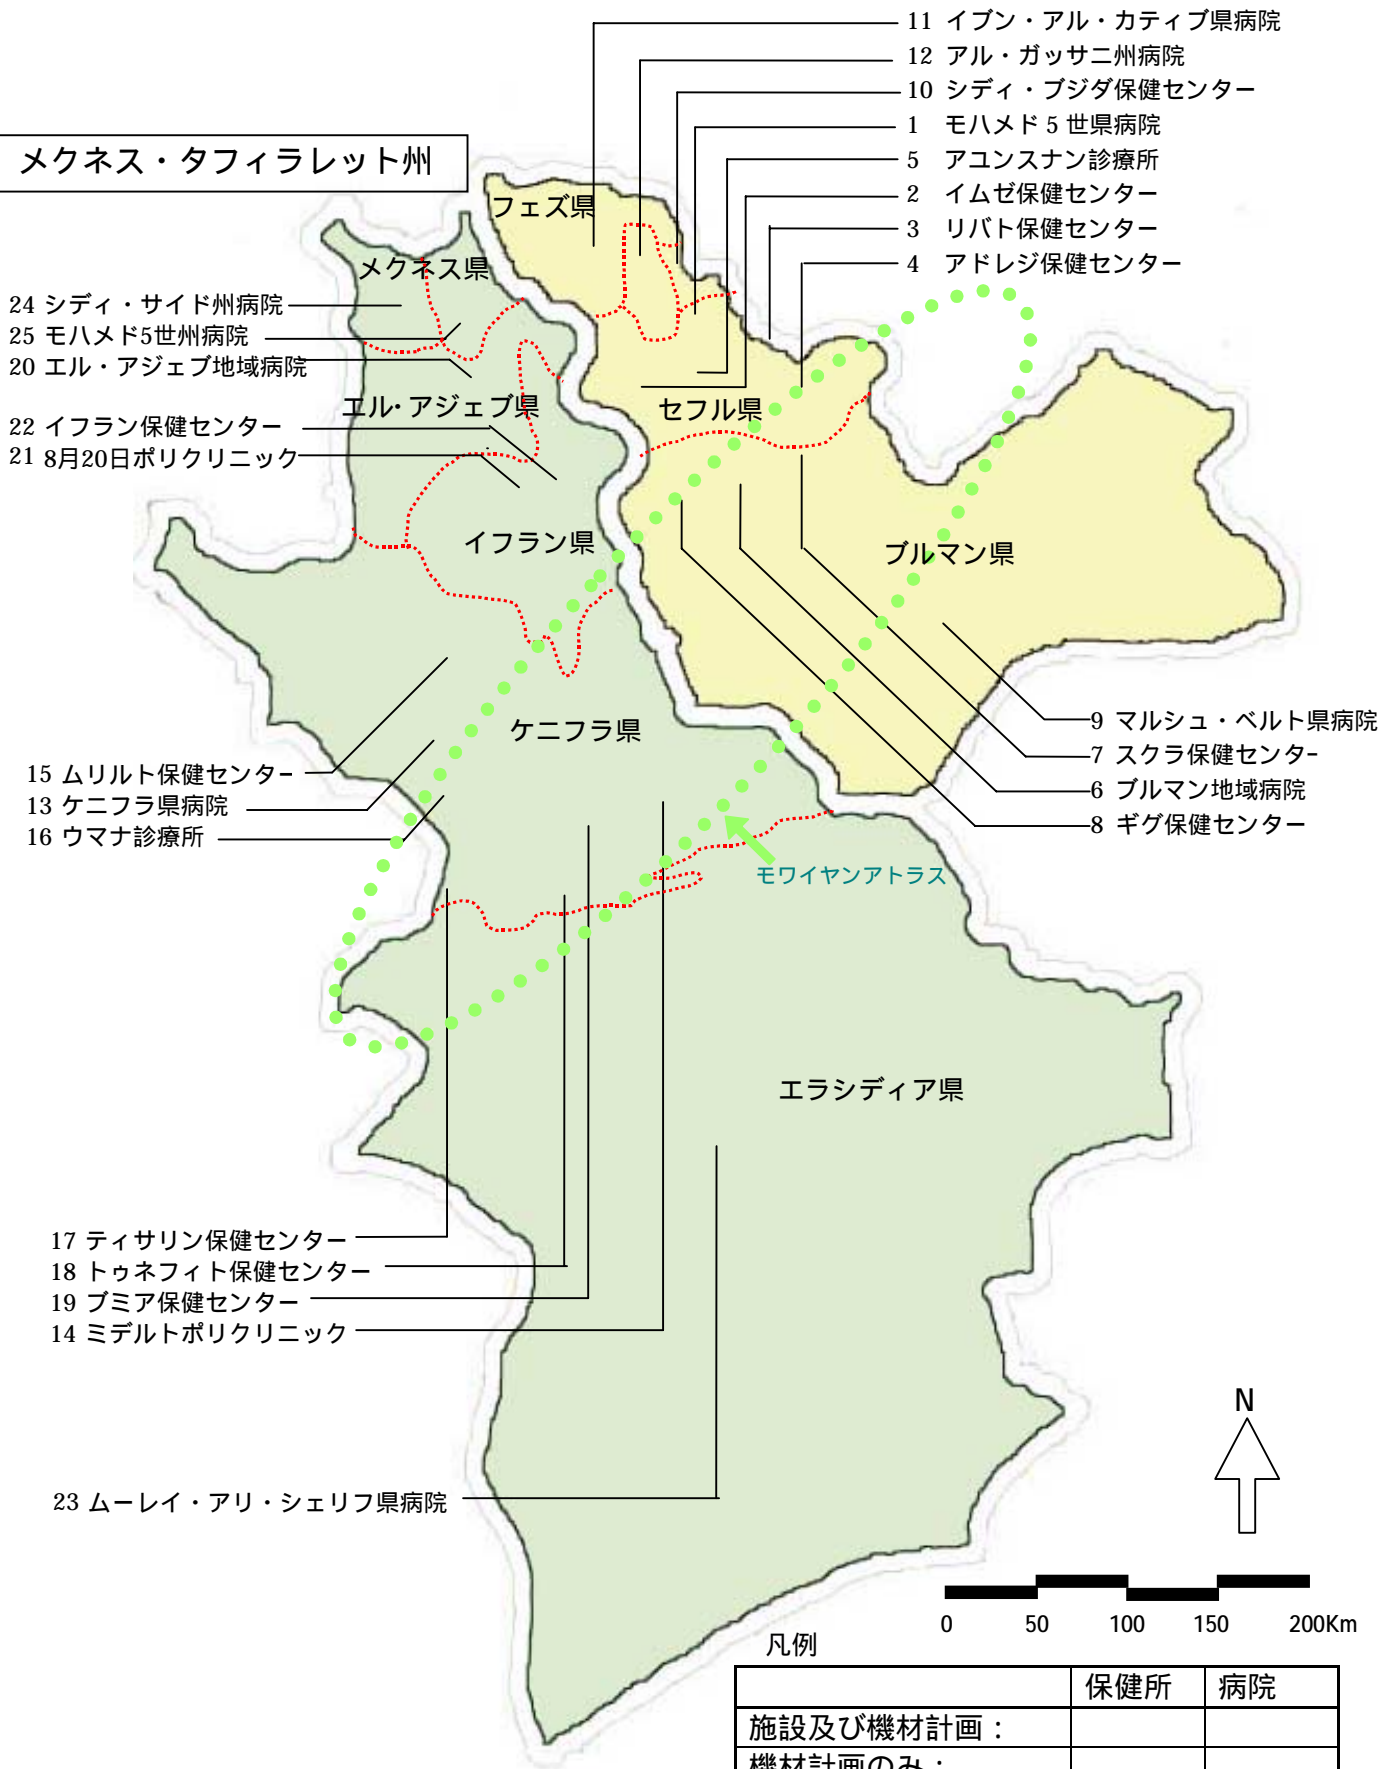 11 イブン・アル・カティブ県病院
12 アル・ガッサニ州病院
10 シディ・ブジダ保健センター
1 モハメド5世県病院
5 アユンスナン診療所
2 イムゼ保健センター
3 リバト保健センター
4 アドレジ保健センター
メクネス・タフィラレット州
フェズ県
メクネス県
24 シディ・サイド州病院
25 モハメド5世州病院
20 エル・アジェブ地域病院
エル・アジェブ県
セフル県
22 イフラン保健センター
21 8月20日ポリクリニック
イフラン県
ブルマン県
ケニフラ県
9 マルシュ・ベルト県病院
7 スクラ保健センター
6 ブルマン地域病院
8 ギグ保健センター
15 ムリルト保健センター
13 ケニフラ県病院
16 ウマナ診療所
モワイヤンアトラス
エラシディア県
17 ティサリン保健センター
18 トゥネフィト保健センター
19 ブミア保健センター
14 ミデルトポリクリニック
23 ムーレイ・アリ・シェリフ県病院
N
0 50 100 150 200Km
凡例
保健所 病院
施設及び機材計画：
機材計画のみ：